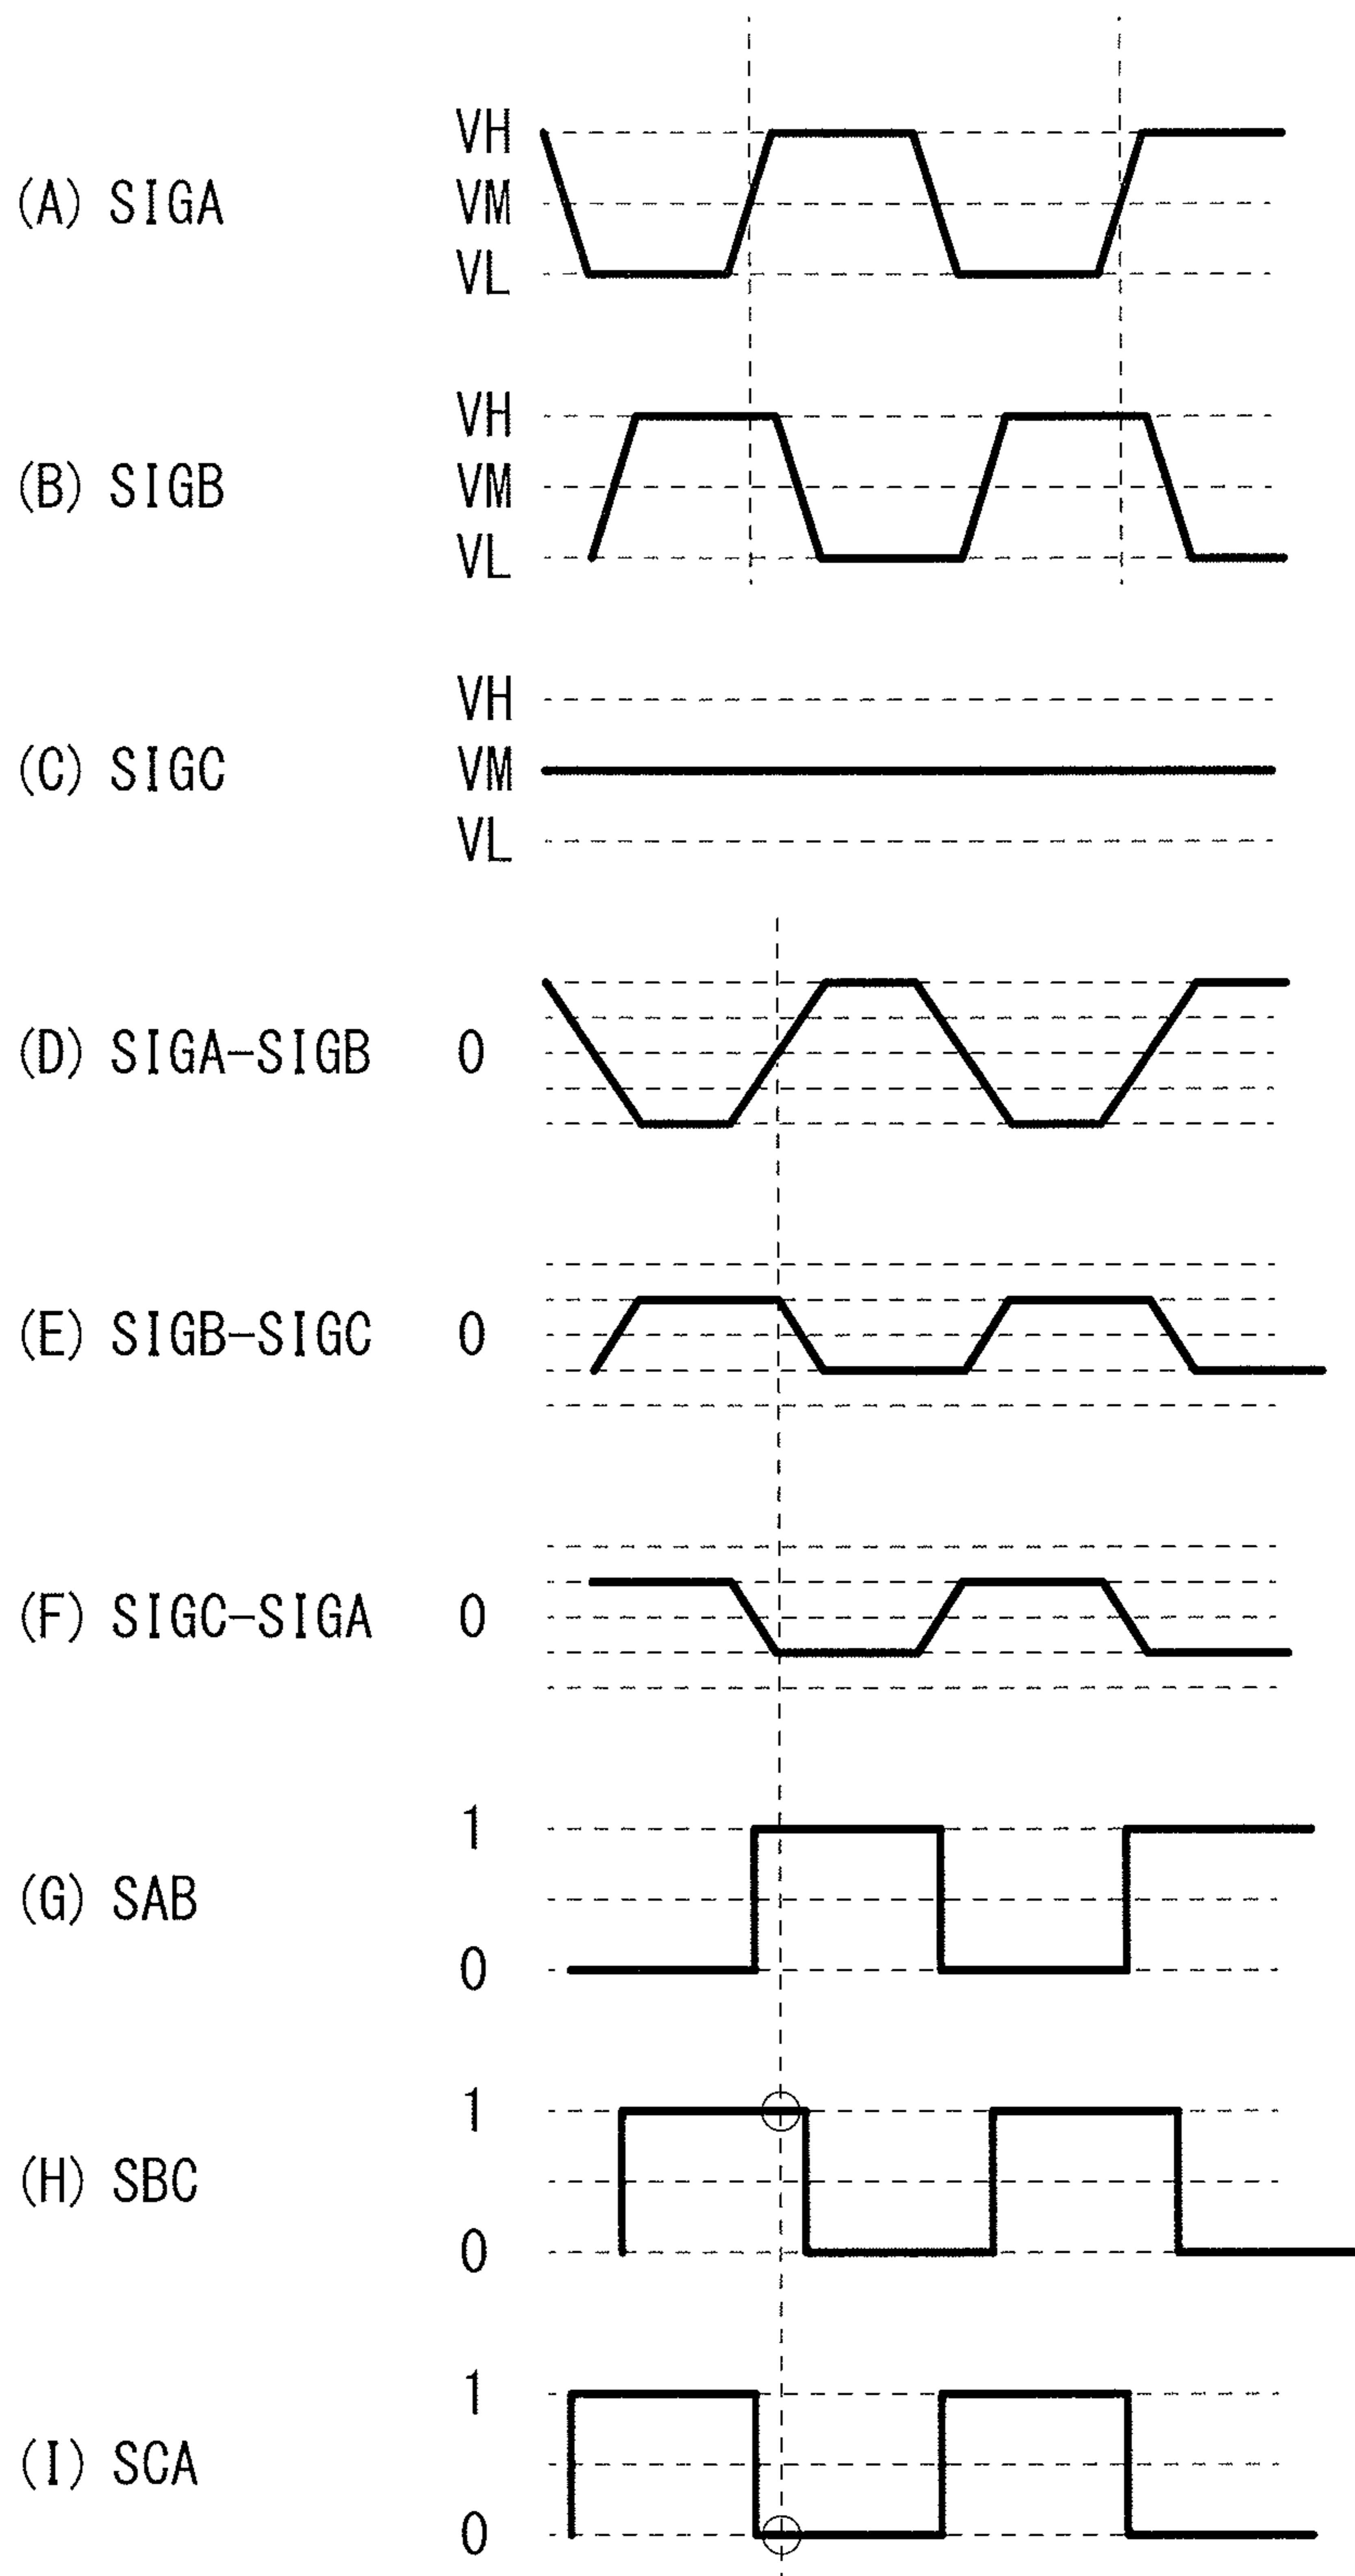 VH
(A) SIGA VM
VL
VH
(B) SIGB VM
VL
VH
(C) SIGC VM
VL
(D) SIGA-SIGB 0
(E) SIGB-SIGC 0
(F) SIGC-SIGA 0
1
(G) SAB
0
1
(H) SBC
0
1
(I) SCA
0